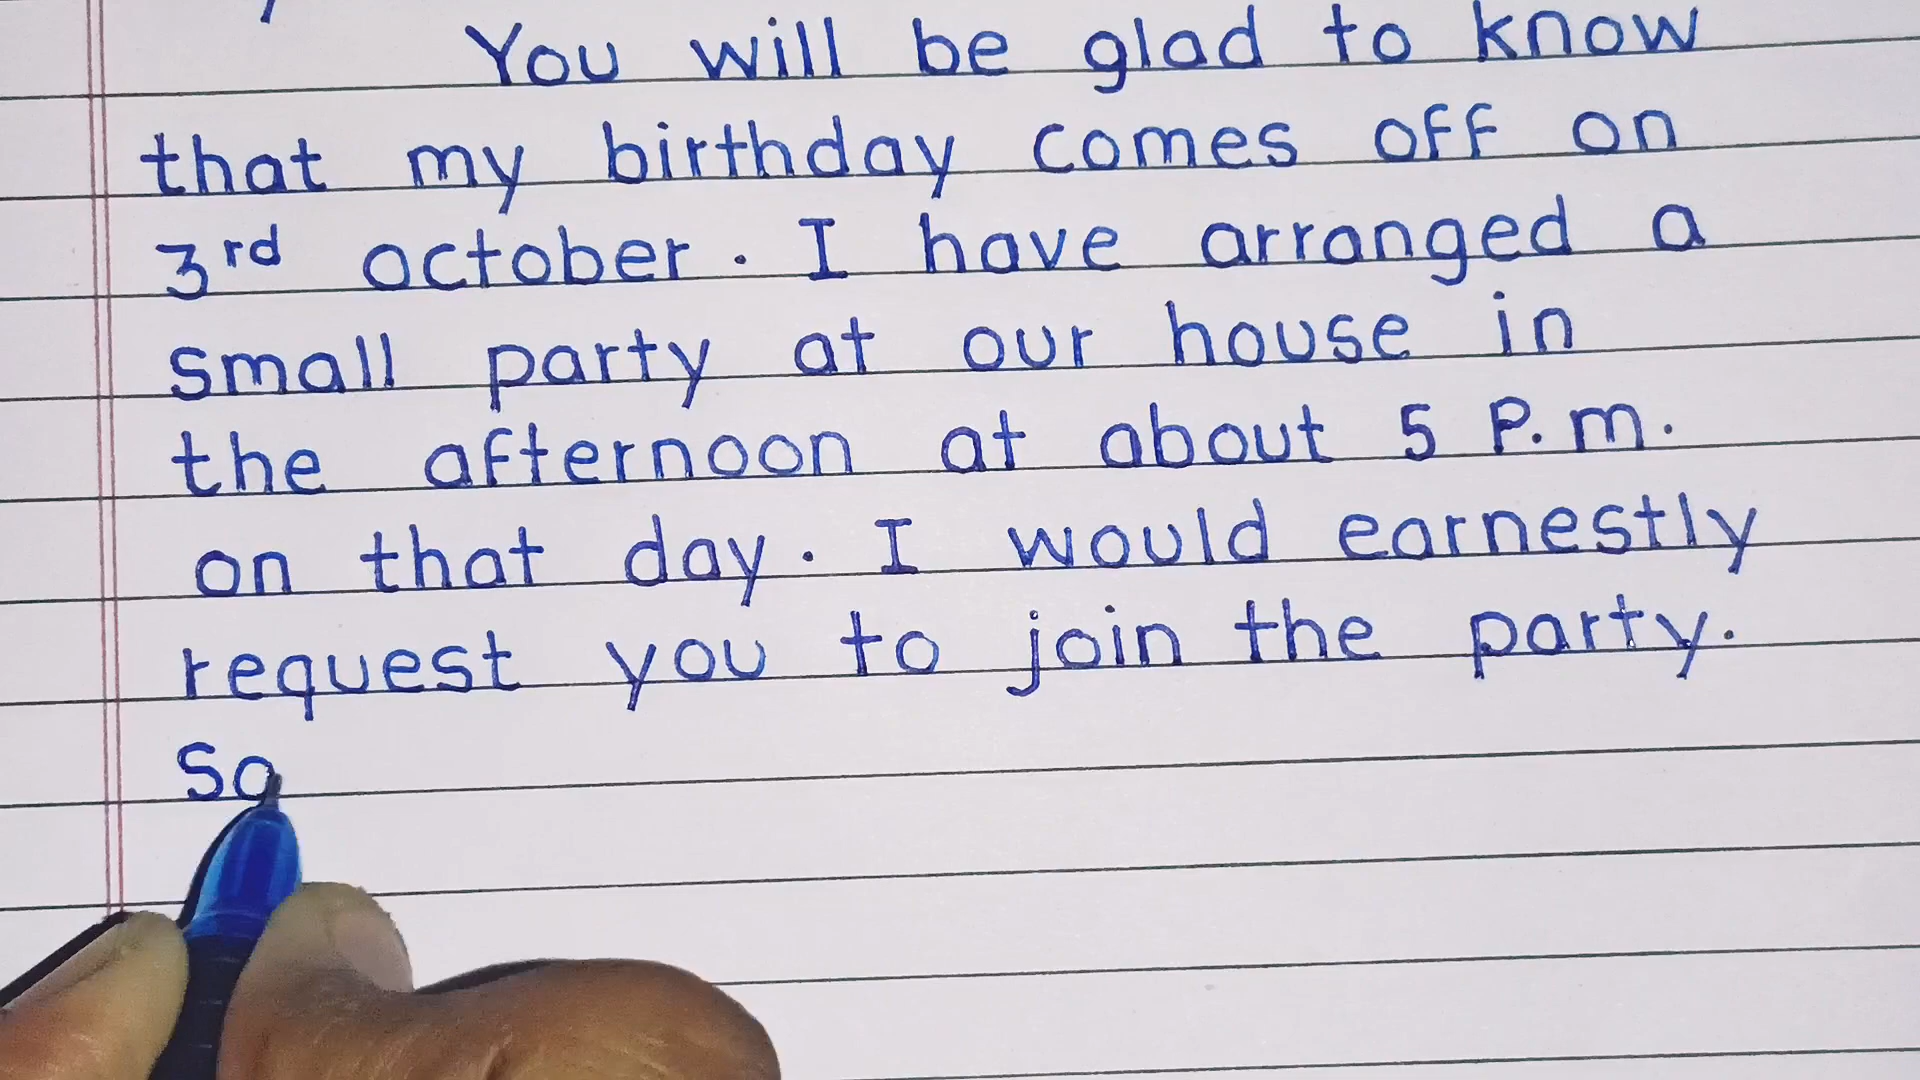 You will be glad to know
that my birthday comes off on
3rd october. I have arranged a
small party at our house in
the afternoon at about 5 P.m.
on that day. I would earnestly
request you to join the party.
So